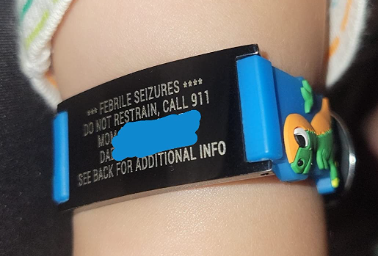 *** FEBRILE SEIZURES ****
DO NOT RESTRAIN, CALL 911
MOM
SEE BACK FOR ADDITIONAL INFO